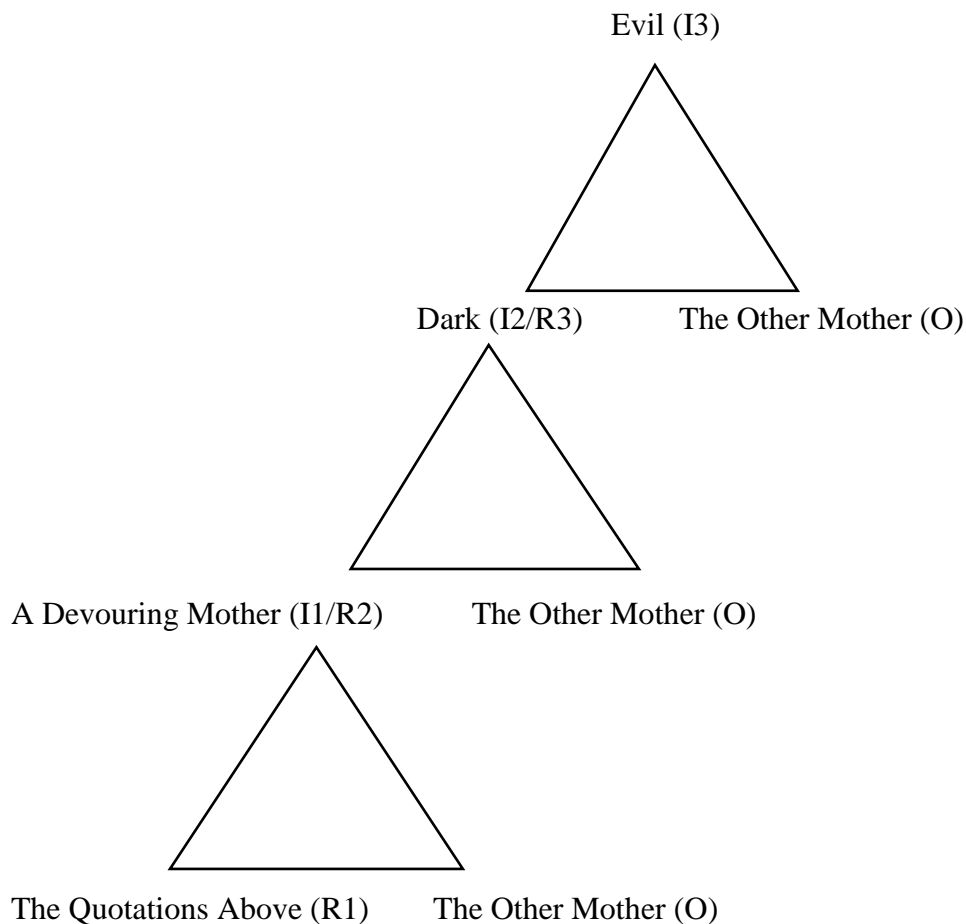 Evil (I3)
Dark (I2/R3) The Other Mother (O)
A Devouring Mother (I1/R2) The Other Mother (O)
The Quotations Above (R1) The Other Mother (O)